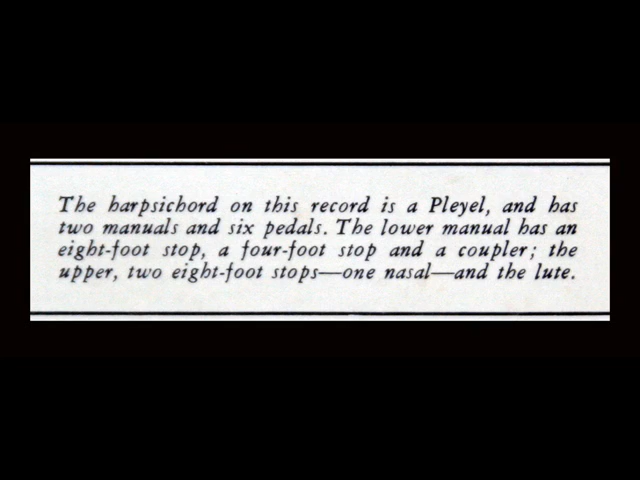 The harpsichord on this record is a Pleyel, and has
two manuals and six pedals. The lower manual has an
eight-foot stop, a four-foot stop and a coupler; the
upper, two eight-foot stops—one nasal—and the lute.